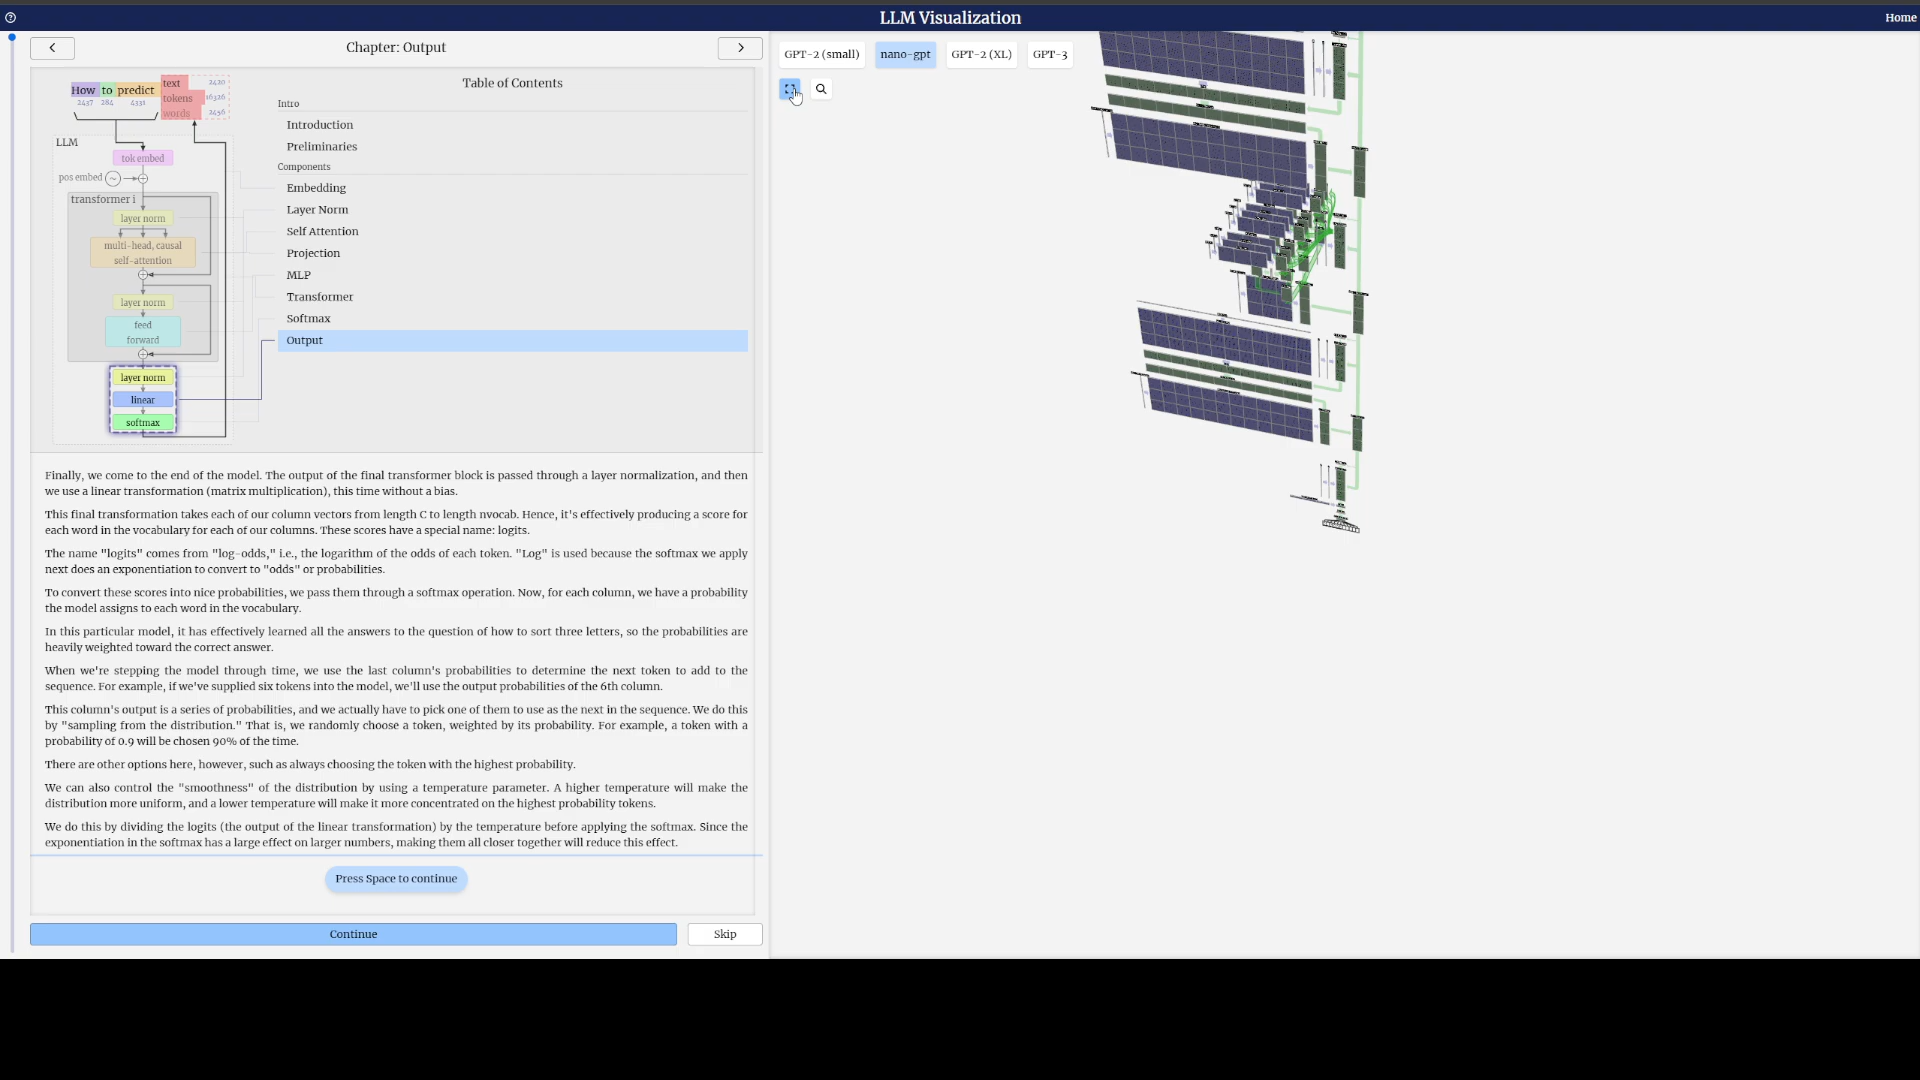 LLM Visualization
Home
Chapter: Output
GPT-2 (small)
nano-gpt
GPT-2 (XL)
GPT-3
How to predict
2437 284 4331
text 2420
tokens 16326
words 2456
LLM
tok embed
pos embed
transformer i
layer norm
multi-head, causal
self-attention
layer norm
feed
forward
layer norm
linear
softmax
Table of Contents
Intro
Introduction
Preliminaries
Components
Embedding
Layer Norm
Self Attention
Projection
MLP
Transformer
Softmax
Output
Finally, we come to the end of the model. The output of the final transformer block is passed through a layer normalization, and then
we use a linear transformation (matrix multiplication), this time without a bias.
This final transformation takes each of our column vectors from length C to length nvocab. Hence, it's effectively producing a score for
each word in the vocabulary for each of our columns. These scores have a special name: logits.
The name "logits" comes from "log-odds," i.e., the logarithm of the odds of each token. "Log" is used because the softmax we apply
next does an exponentiation to convert to "odds" or probabilities.
To convert these scores into nice probabilities, we pass them through a softmax operation. Now, for each column, we have a probability
the model assigns to each word in the vocabulary.
In this particular model, it has effectively learned all the answers to the question of how to sort three letters, so the probabilities are
heavily weighted toward the correct answer.
When we're stepping the model through time, we use the last column's probabilities to determine the next token to add to the
sequence. For example, if we've supplied six tokens into the model, we'll use the output probabilities of the 6th column.
This column's output is a series of probabilities, and we actually have to pick one of them to use as the next in the sequence. We do this
by "sampling from the distribution." That is, we randomly choose a token, weighted by its probability. For example, a token with a
probability of 0.9 will be chosen 90% of the time.
There are other options here, however, such as always choosing the token with the highest probability.
We can also control the "smoothness" of the distribution by using a temperature parameter. A higher temperature will make the
distribution more uniform, and a lower temperature will make it more concentrated on the highest probability tokens.
We do this by dividing the logits (the output of the linear transformation) by the temperature before applying the softmax. Since the
exponentiation in the softmax has a large effect on larger numbers, making them all closer together will reduce this effect.
Press Space to continue
Continue
Skip